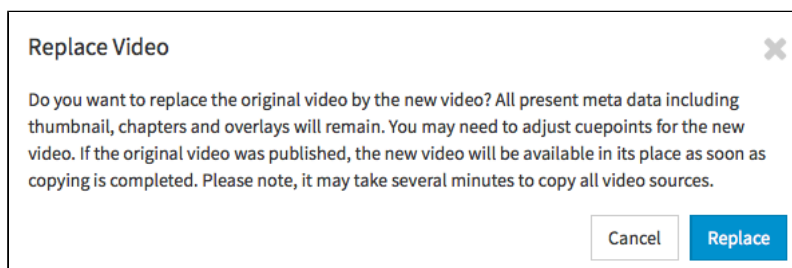 Replace Video
Do you want to replace the original video by the new video? All present meta data including
thumbnail, chapters and overlays will remain. You may need to adjust cuepoints for the new
video. If the original video was published, the new video will be available in its place as soon as
copying is completed. Please note, it may take several minutes to copy all video sources.
Cancel Replace